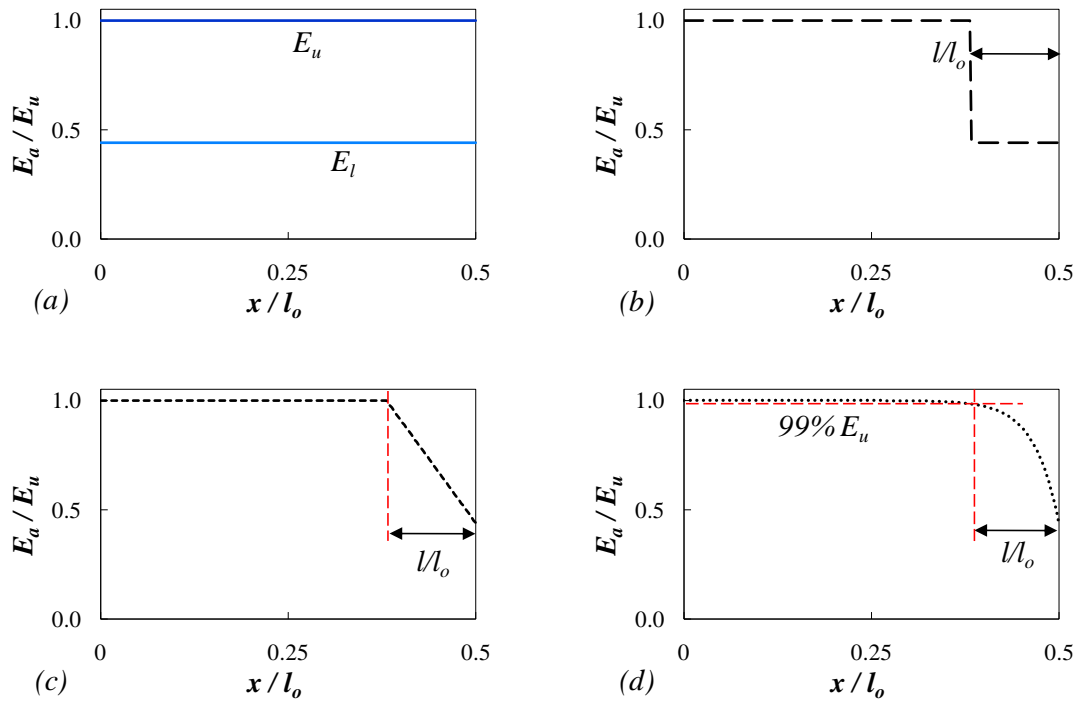 1.0
E_u
E_a / E_u
0.5
E_l
0.0
0 0.25 0.5
(a) x / l_o
1.0
l/l_o
E_a / E_u
0.5
0.0
0 0.25 0.5
(b) x / l_o
1.0
E_a / E_u
0.5
l/l_o
0.0
0 0.25 0.5
(c) x / l_o
1.0
99% E_u
E_a / E_u
0.5
l/l_o
0.0
0 0.25 0.5
(d) x / l_o